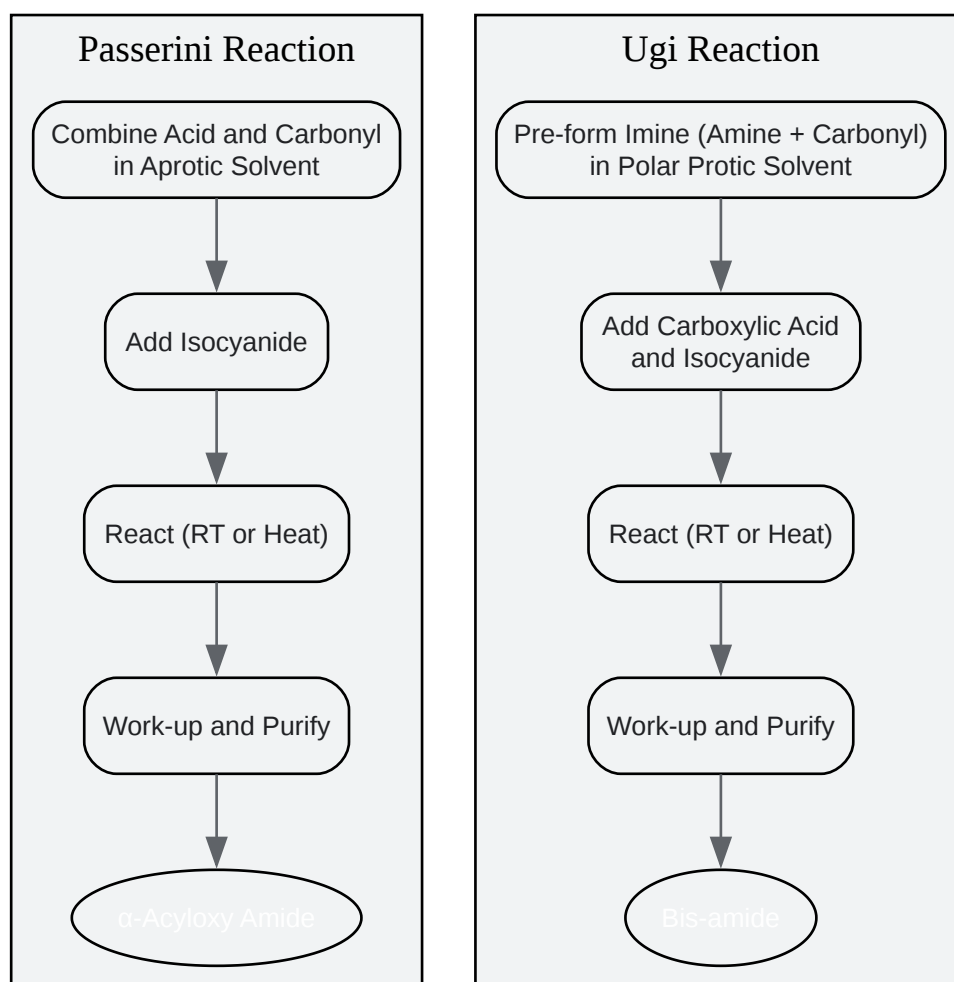 Passerini Reaction
Combine Acid and Carbonyl
in Aprotic Solvent
Add Isocyanide
React (RT or Heat)
Work-up and Purify
α-Acyloxy Amide
Ugi Reaction
Pre-form Imine (Amine + Carbonyl)
in Polar Protic Solvent
Add Carboxylic Acid
and Isocyanide
React (RT or Heat)
Work-up and Purify
Bis-amide